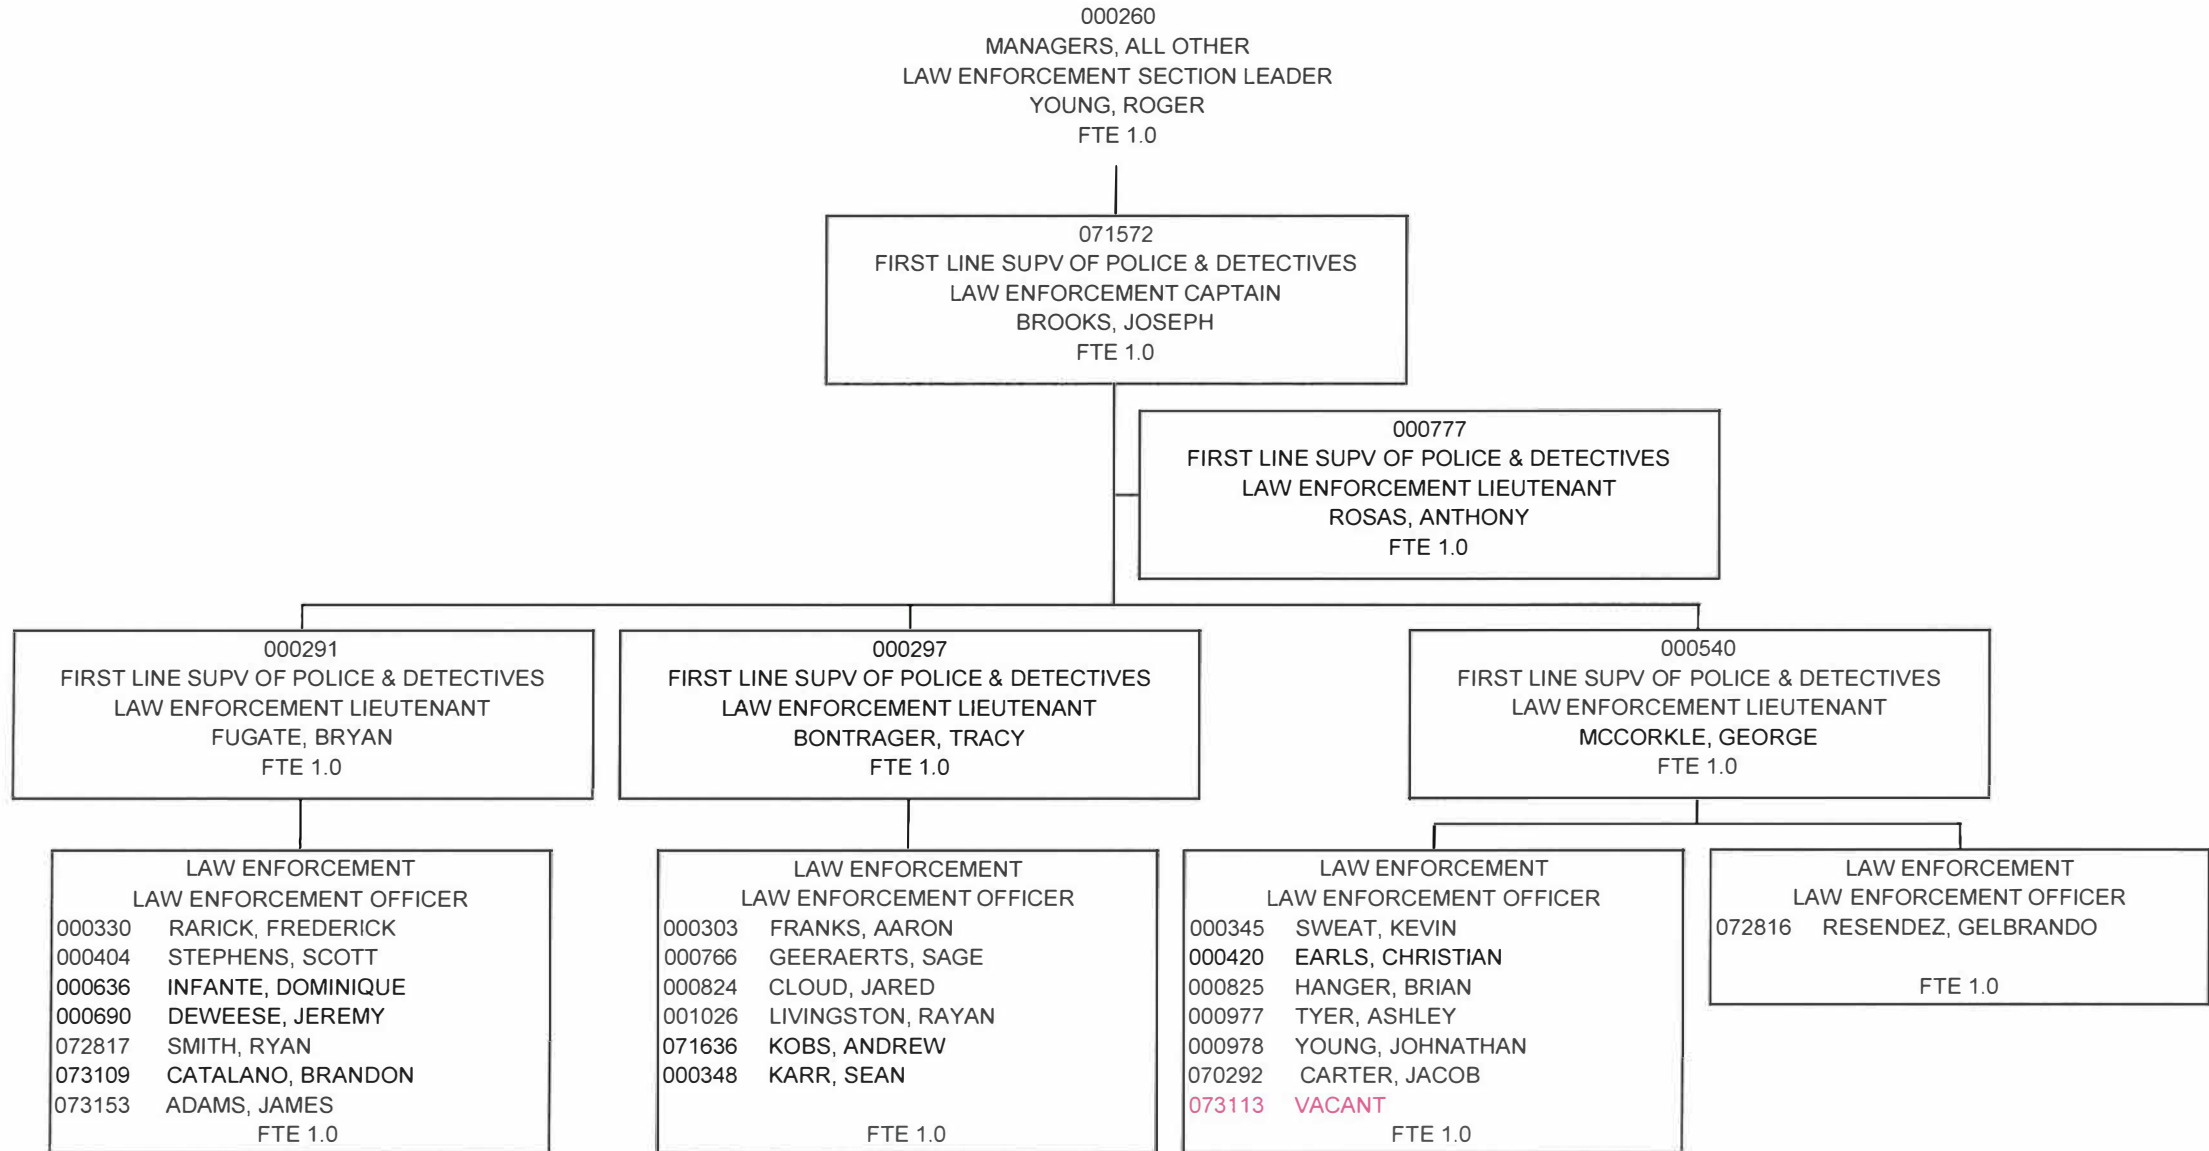 000260
MANAGERS, ALL OTHER
LAW ENFORCEMENT SECTION LEADER
YOUNG, ROGER
FTE 1.0
071572
FIRST LINE SUPV OF POLICE & DETECTIVES
LAW ENFORCEMENT CAPTAIN
BROOKS, JOSEPH
FTE 1.0
000777
FIRST LINE SUPV OF POLICE & DETECTIVES
LAW ENFORCEMENT LIEUTENANT
ROSAS, ANTHONY
FTE 1.0
000291
FIRST LINE SUPV OF POLICE & DETECTIVES
LAW ENFORCEMENT LIEUTENANT
FUGATE, BRYAN
FTE 1.0
000297
FIRST LINE SUPV OF POLICE & DETECTIVES
LAW ENFORCEMENT LIEUTENANT
BONTRAGER, TRACY
FTE 1.0
000540
FIRST LINE SUPV OF POLICE & DETECTIVES
LAW ENFORCEMENT LIEUTENANT
MCCORKLE, GEORGE
FTE 1.0
LAW ENFORCEMENT
LAW ENFORCEMENT OFFICER
000330 RARICK, FREDERICK
000404 STEPHENS, SCOTT
000636 INFANTE, DOMINIQUE
000690 DEWEESE, JEREMY
072817 SMITH, RYAN
073109 CATALANO, BRANDON
073153 ADAMS, JAMES
FTE 1.0
LAW ENFORCEMENT
LAW ENFORCEMENT OFFICER
000303 FRANKS, AARON
000766 GEERAERTS, SAGE
000824 CLOUD, JARED
001026 LIVINGSTON, RAYAN
071636 KOBS, ANDREW
000348 KARR, SEAN
FTE 1.0
LAW ENFORCEMENT
LAW ENFORCEMENT OFFICER
000345 SWEAT, KEVIN
000420 EARLS, CHRISTIAN
000825 HANGER, BRIAN
000977 TYER, ASHLEY
000978 YOUNG, JOHNATHAN
070292 CARTER, JACOB
073113 VACANT
FTE 1.0
LAW ENFORCEMENT
LAW ENFORCEMENT OFFICER
072816 RESENDEZ, GELBRANDO
FTE 1.0